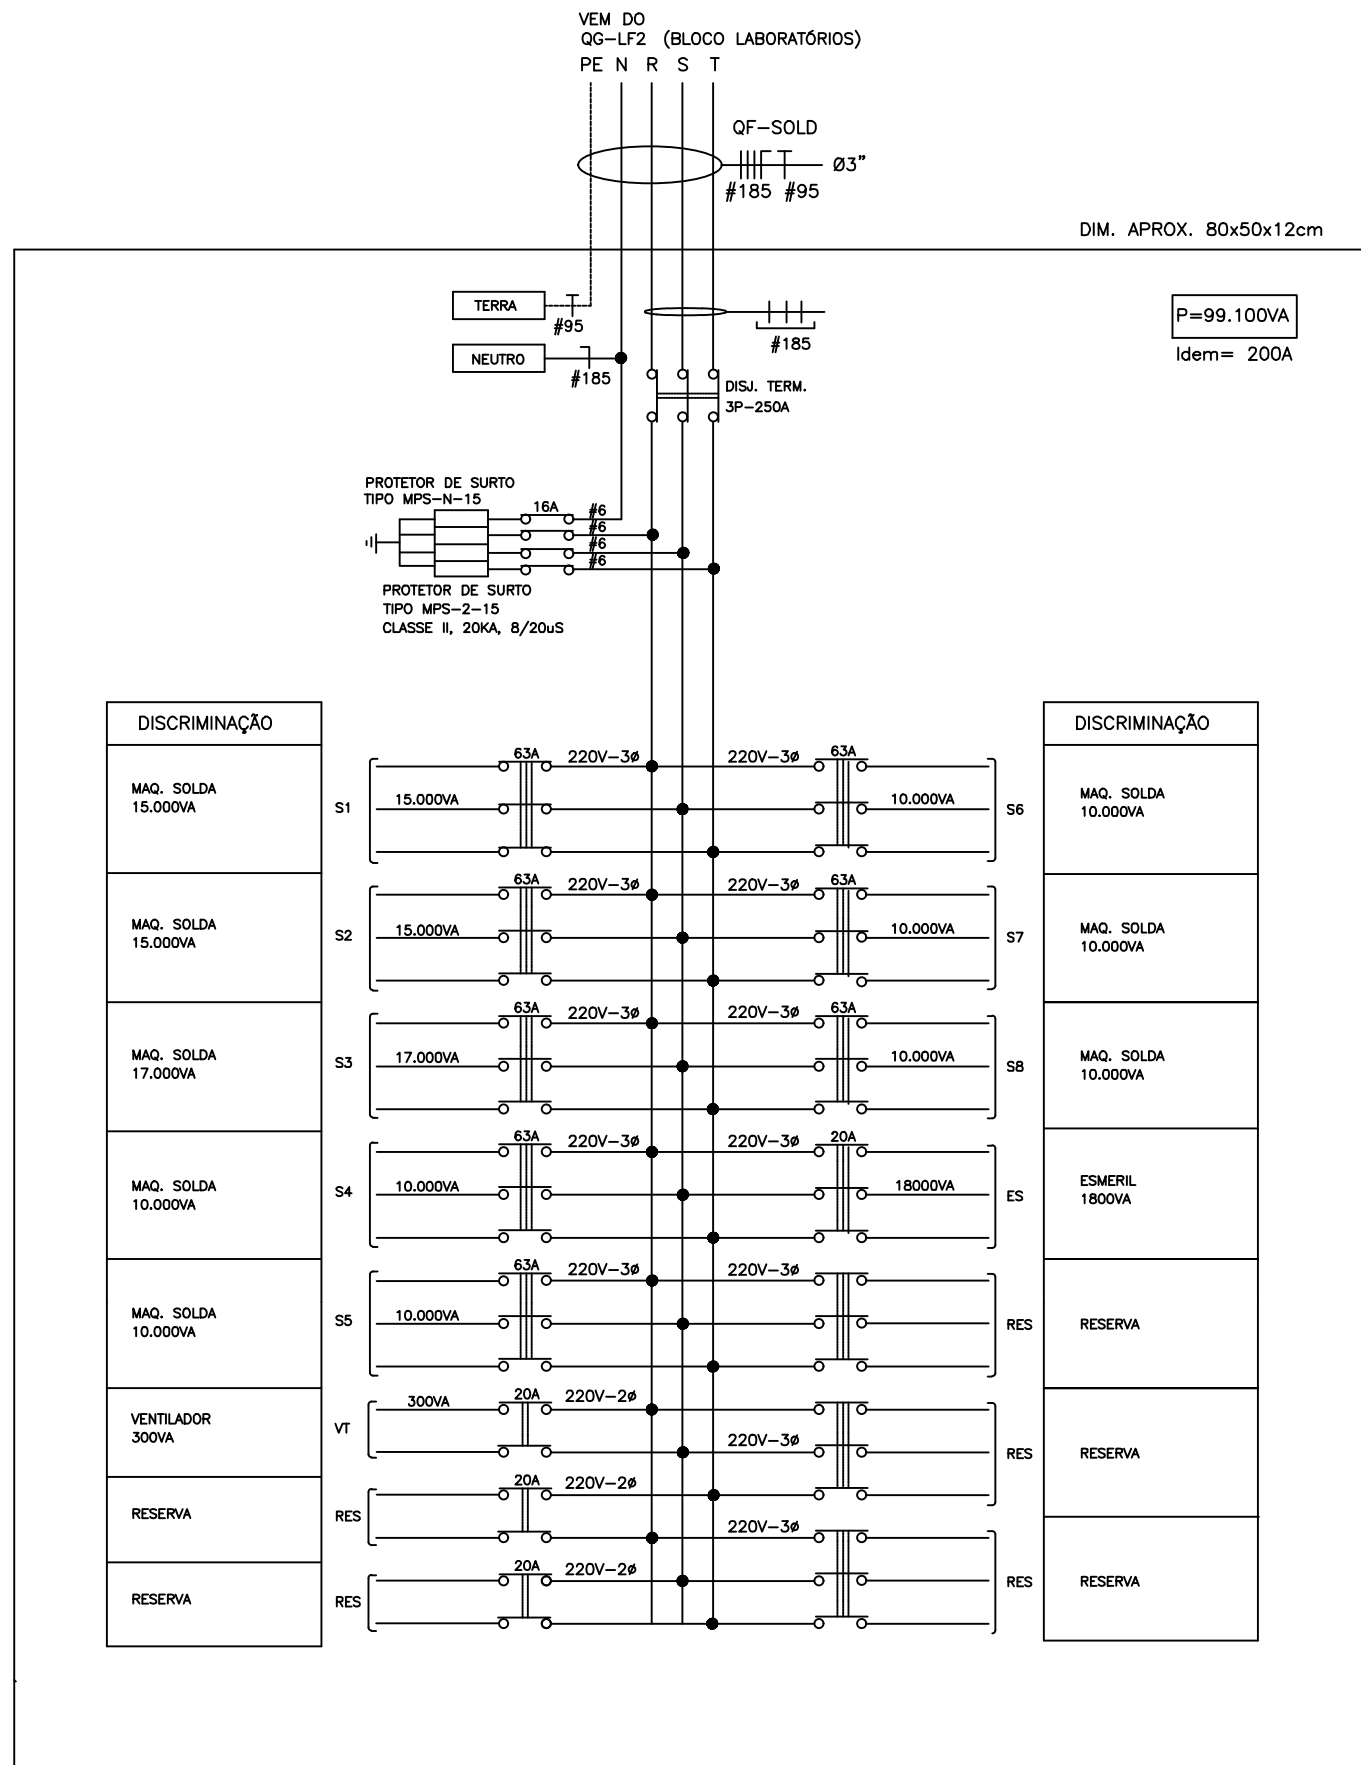 VEM DO
QG-LF2 (BLOCO LABORATÓRIOS)
PE N R S T
QF-SOLD
Ø3"
#185 #95
DIM. APROX. 80x50x12cm
TERRA
#95
NEUTRO
#185
#185
P=99.100VA
Idem= 200A
DISJ. TERM.
3P-250A
PROTETOR DE SURTO
TIPO MPS-N-15
16A
#6
#6
#6
#6
PROTETOR DE SURTO
TIPO MPS-2-15
CLASSE II, 20KA, 8/20uS
DISCRIMINAÇÃO
DISCRIMINAÇÃO
MAQ. SOLDA
15.000VA
S1
15.000VA
63A
220V-3ø
220V-3ø
63A
10.000VA
S6
MAQ. SOLDA
10.000VA
MAQ. SOLDA
15.000VA
S2
15.000VA
63A
220V-3ø
220V-3ø
63A
10.000VA
S7
MAQ. SOLDA
10.000VA
MAQ. SOLDA
17.000VA
S3
17.000VA
63A
220V-3ø
220V-3ø
63A
10.000VA
S8
MAQ. SOLDA
10.000VA
MAQ. SOLDA
10.000VA
S4
10.000VA
63A
220V-3ø
220V-3ø
20A
18000VA
ES
ESMERIL
1800VA
MAQ. SOLDA
10.000VA
S5
10.000VA
63A
220V-3ø
220V-3ø
RES
RESERVA
VENTILADOR
300VA
VT
300VA
20A
220V-2ø
220V-3ø
RES
RESERVA
RESERVA
RES
20A
220V-2ø
220V-3ø
RES
RESERVA
RESERVA
RES
20A
220V-2ø